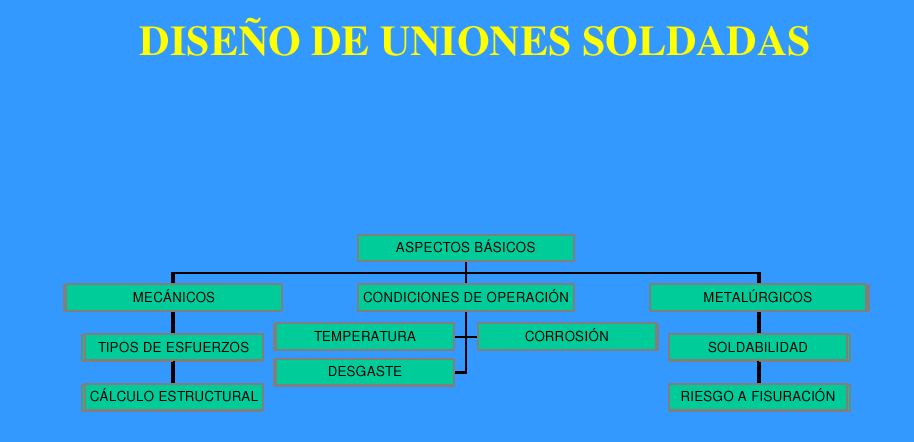 DISEÑO DE UNIONES SOLDADAS
ASPECTOS BÁSICOS
MECÁNICOS
CONDICIONES DE OPERACIÓN
METALÚRGICOS
TIPOS DE ESFUERZOS
CÁLCULO ESTRUCTURAL
TEMPERATURA
CORROSIÓN
DESGASTE
SOLDABILIDAD
RIESGO A FISURACIÓN